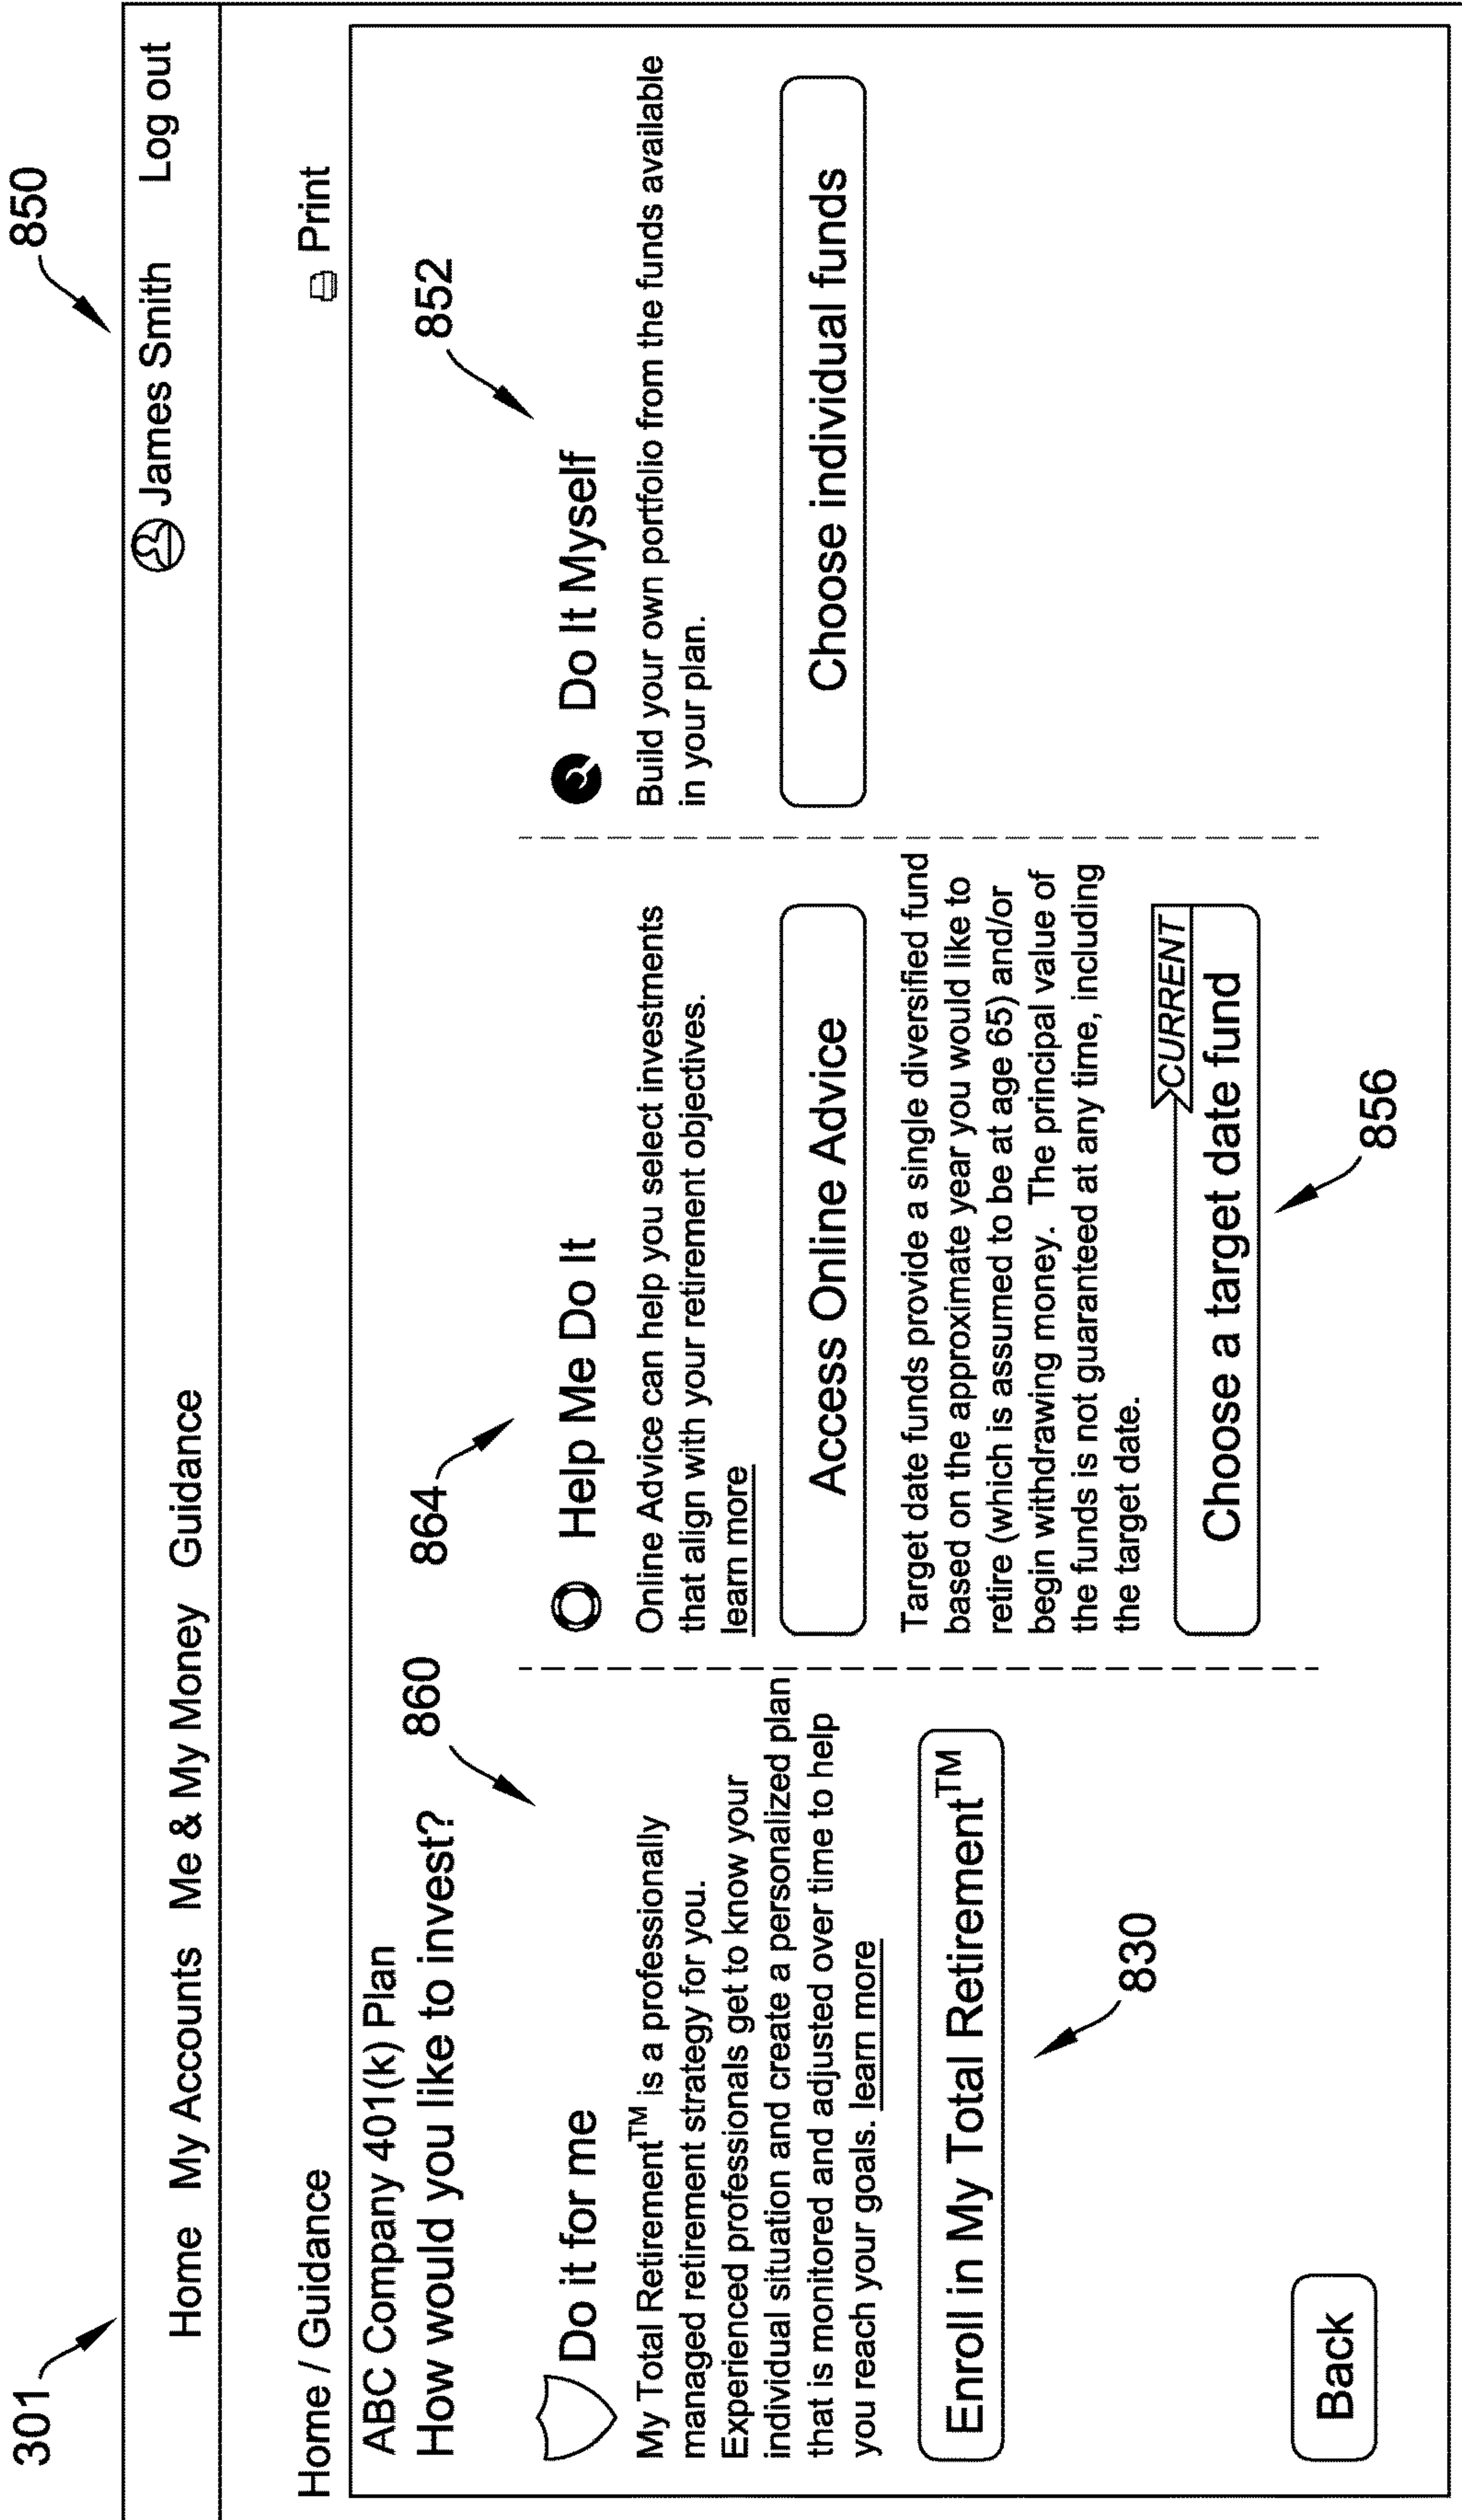 301
850
Home My Accounts Me & My Money Guidance
James Smith Log out
Home / Guidance
Print
ABC Company 401(k) Plan
How would you like to invest?
860
Do it for me
My Total Retirement™ is a professionally
managed retirement strategy for you.
Experienced professionals get to know your
individual situation and create a personalized plan
that is monitored and adjusted over time to help
you reach your goals. learn more
Enroll in My Total Retirement™
830
864
Help Me Do It
Online Advice can help you select investments
that align with your retirement objectives.
learn more
Access Online Advice
Target date funds provide a single diversified fund
based on the approximate year you would like to
retire (which is assumed to be at age 65) and/or
begin withdrawing money. The principal value of
the funds is not guaranteed at any time, including
the target date.
CURRENT
Choose a target date fund
856
852
Do It Myself
Build your own portfolio from the funds available
in your plan.
Choose individual funds
Back